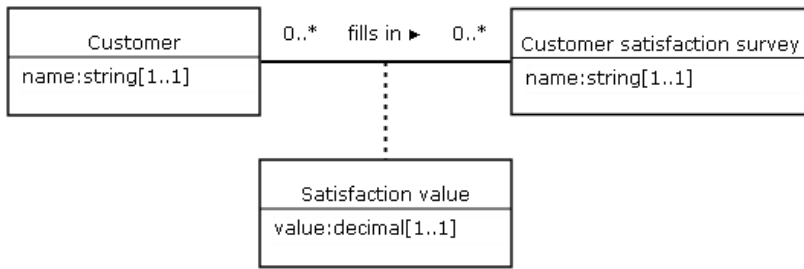 Customer
name:string[1..1]
0..* fills in ► 0..*
Customer satisfaction survey
name:string[1..1]
Satisfaction value
value:decimal[1..1]